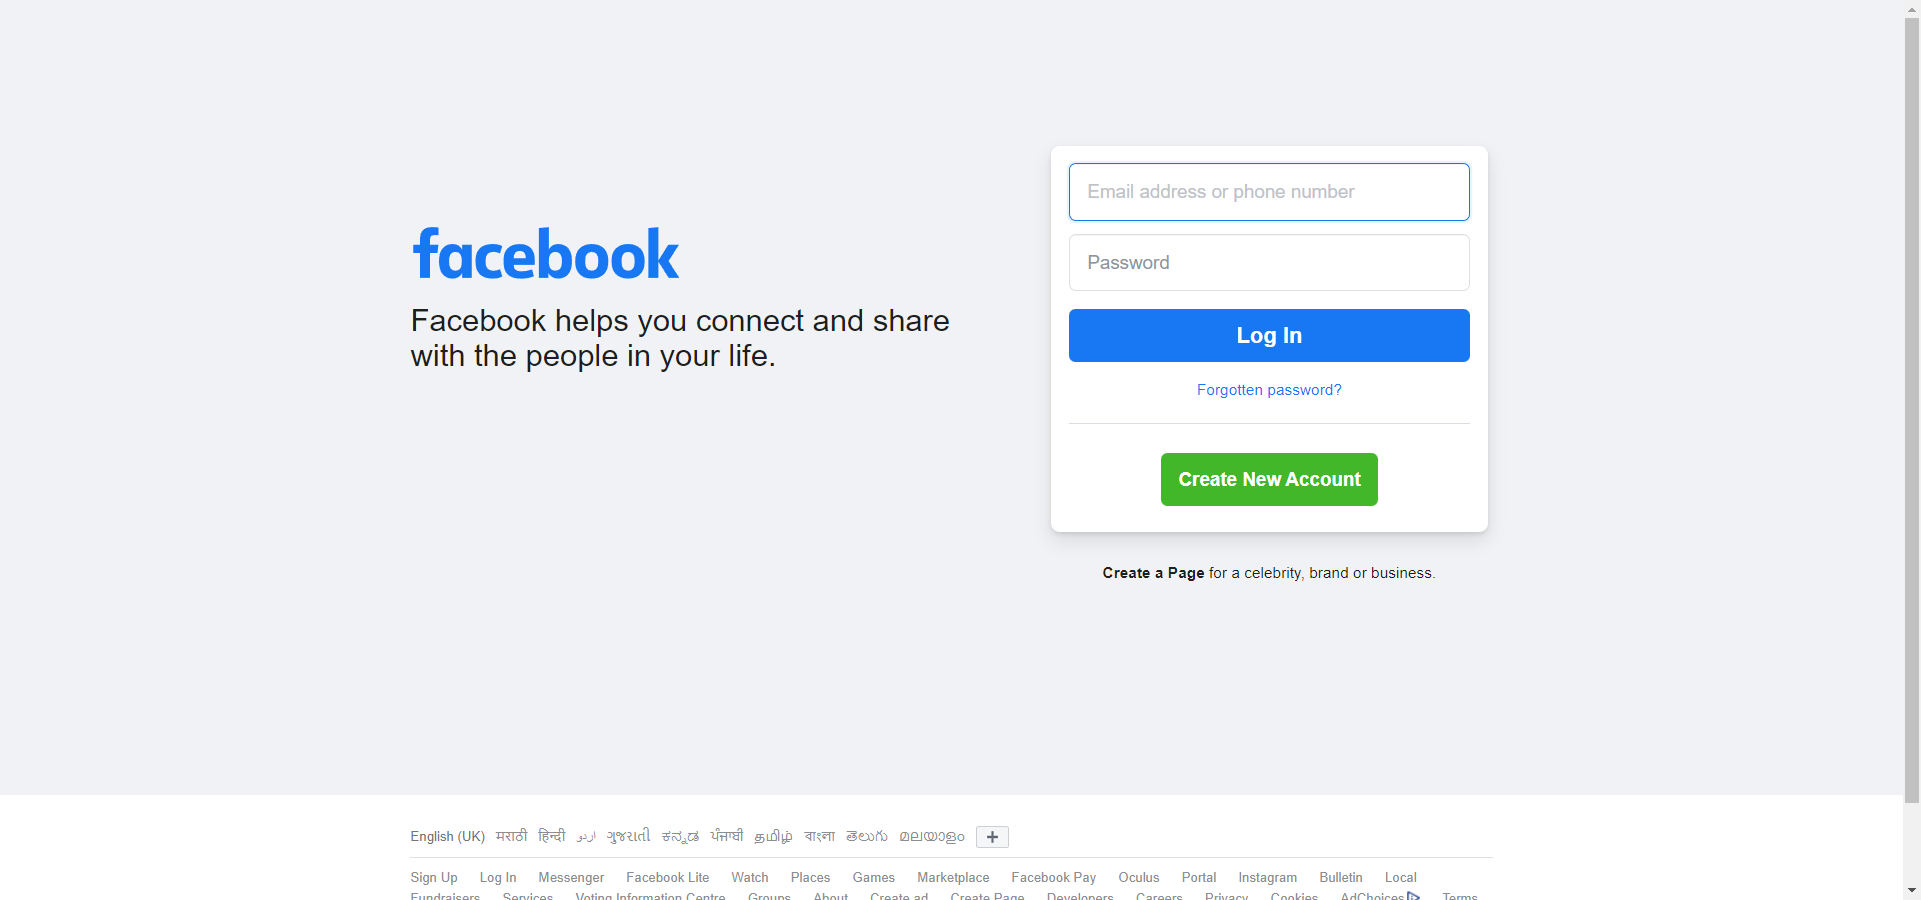 facebook
Facebook helps you connect and share
with the people in your life.
Email address or phone number
Password
Log In
Forgotten password?
Create New Account
Create a Page for a celebrity, brand or business.
English (UK) मराठी हिन्दी اردو ગુજરાતી ಕನ್ನಡ ਪੰਜਾਬੀ தமிழ் বাংলা తెలుగు മലയാളം +
Sign Up Log In Messenger Facebook Lite Watch Places Games Marketplace Facebook Pay Oculus Portal Instagram Bulletin Local
Fundraisers Services Voting Information Centre Groups About Create ad Create Page Developers Careers Privacy Cookies AdChoices Terms